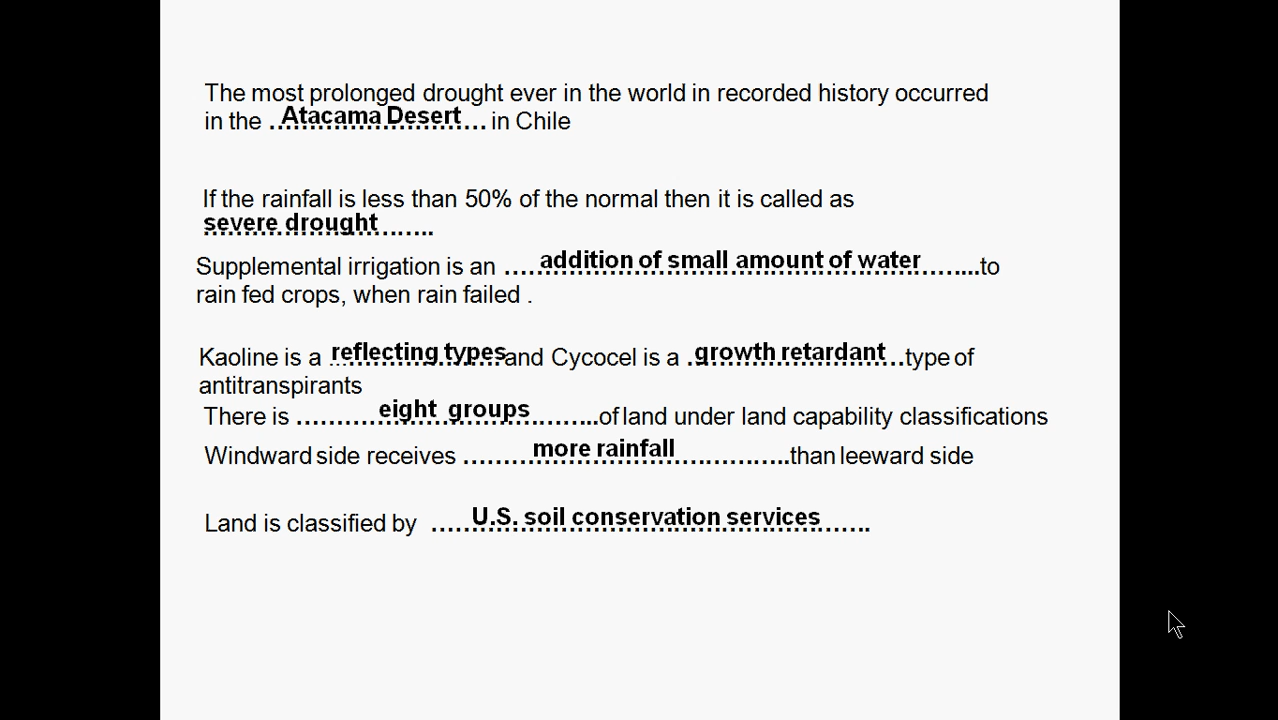 The most prolonged drought ever in the world in recorded history occurred
in the ..Atacama Desert.... in Chile
If the rainfall is less than 50% of the normal then it is called as
severe drought……..
Supplemental irrigation is an ….addition of small amount of water……...to
rain fed crops, when rain failed .
Kaoline is a reflecting types and Cycocel is a .growth retardant..type of
antitranspirants
There is ………eight groups……...of land under land capability classifications
Windward side receives ………more rainfall…………..than leeward side
Land is classified by …..U.S. soil conservation services……..